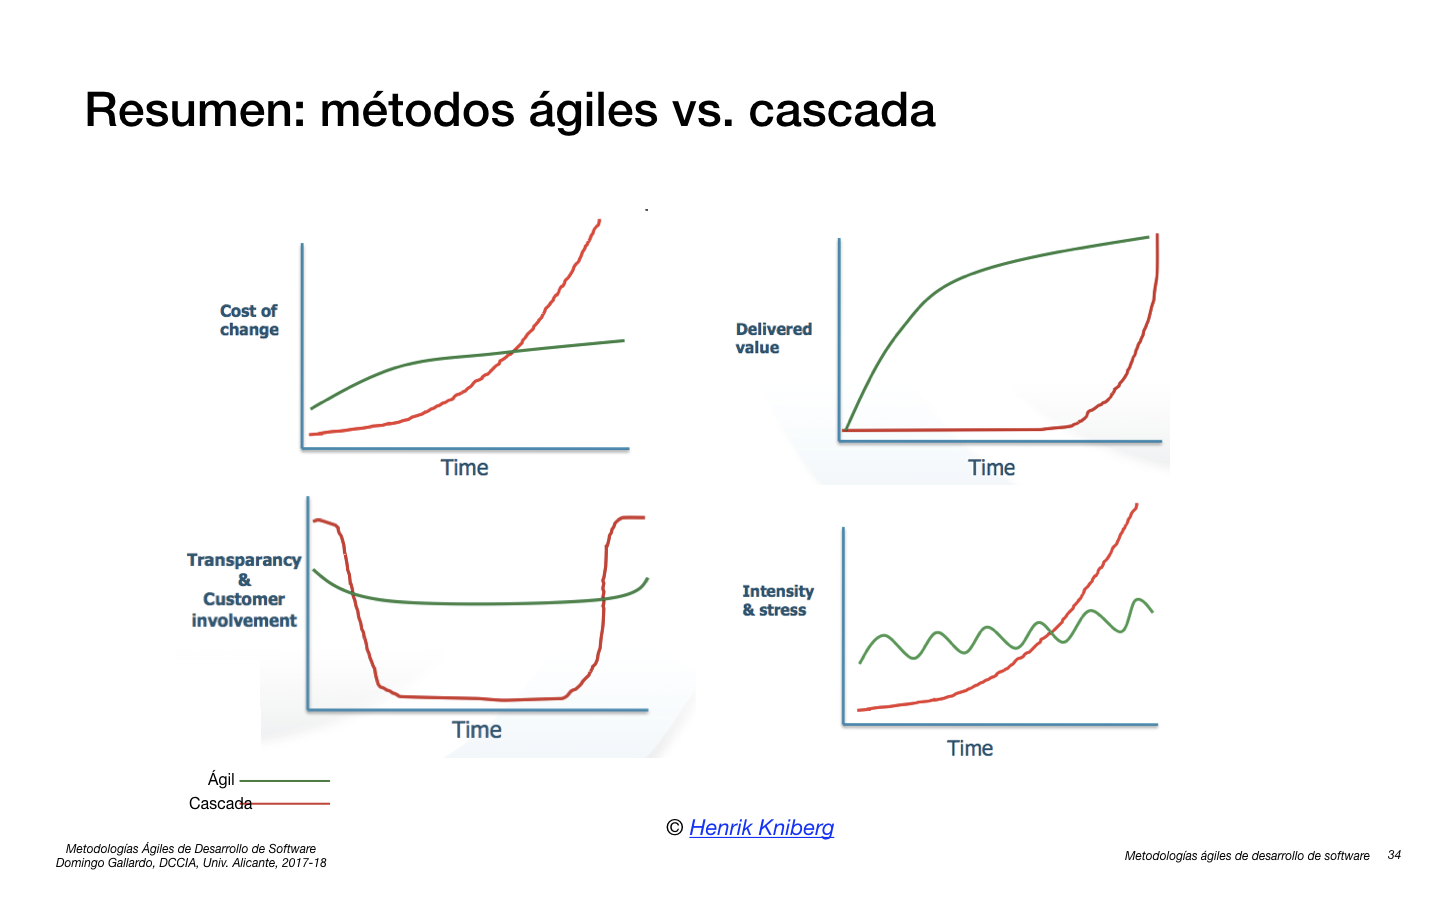 Resumen: métodos ágiles vs. cascada
Cost of
change
Time
Delivered
value
Time
Transparancy
&
Customer
involvement
Time
Intensity
& stress
Time
Ágil
Cascada
© Henrik Kniberg
Metodologías Ágiles de Desarrollo de Software
Domingo Gallardo, DCCIA, Univ. Alicante, 2017-18
Metodologías ágiles de desarrollo de software
34